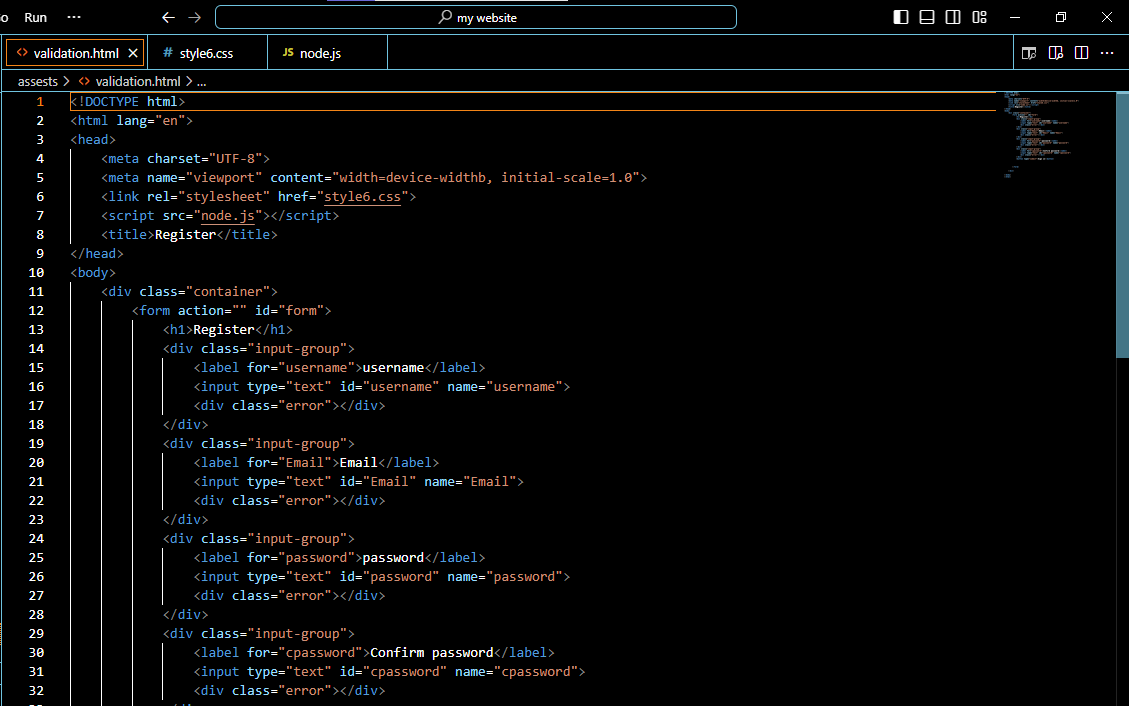 o Run ... my website
validation.html style6.css JS node.js
assests > validation.html > ...
1 <!DOCTYPE html>
2 <html lang="en">
3 <head>
4 <meta charset="UTF-8">
5 <meta name="viewport" content="width=device-widthb, initial-scale=1.0">
6 <link rel="stylesheet" href="style6.css">
7 <script src="node.js"></script>
8 <title>Register</title>
9 </head>
10 <body>
11 <div class="container">
12 <form action="" id="form">
13 <h1>Register</h1>
14 <div class="input-group">
15 <label for="username">username</label>
16 <input type="text" id="username" name="username">
17 <div class="error"></div>
18 </div>
19 <div class="input-group">
20 <label for="Email">Email</label>
21 <input type="text" id="Email" name="Email">
22 <div class="error"></div>
23 </div>
24 <div class="input-group">
25 <label for="password">password</label>
26 <input type="text" id="password" name="password">
27 <div class="error"></div>
28 </div>
29 <div class="input-group">
30 <label for="cpassword">Confirm password</label>
31 <input type="text" id="cpassword" name="cpassword">
32 <div class="error"></div>